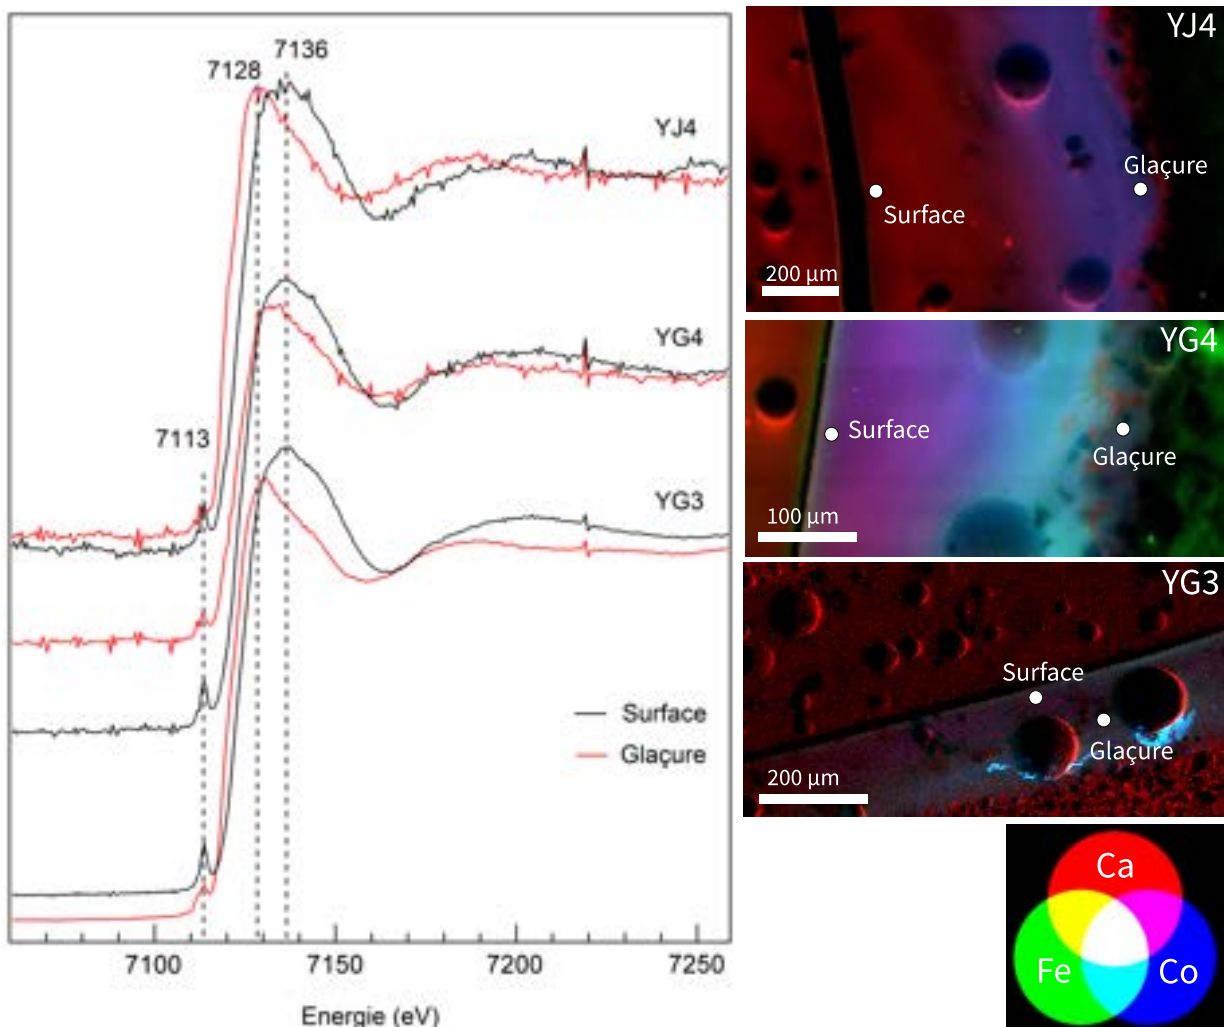 7136
7128
YJ4
YG4
7113
YG3
Surface
Glaçure
7100
7150
7200
7250
Energie (eV)
YJ4
Glaçure
Surface
200 µm
YG4
Surface
Glaçure
100 µm
YG3
Surface
Glaçure
200 µm
Ca
Fe
Co